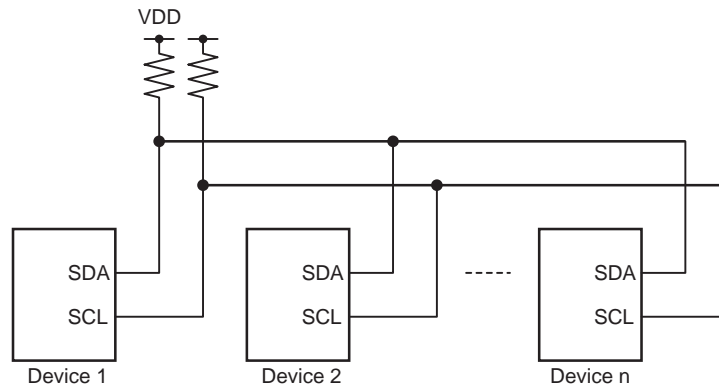 VDD
SDA
SCL
Device 1
SDA
SCL
Device 2
SDA
SCL
Device n